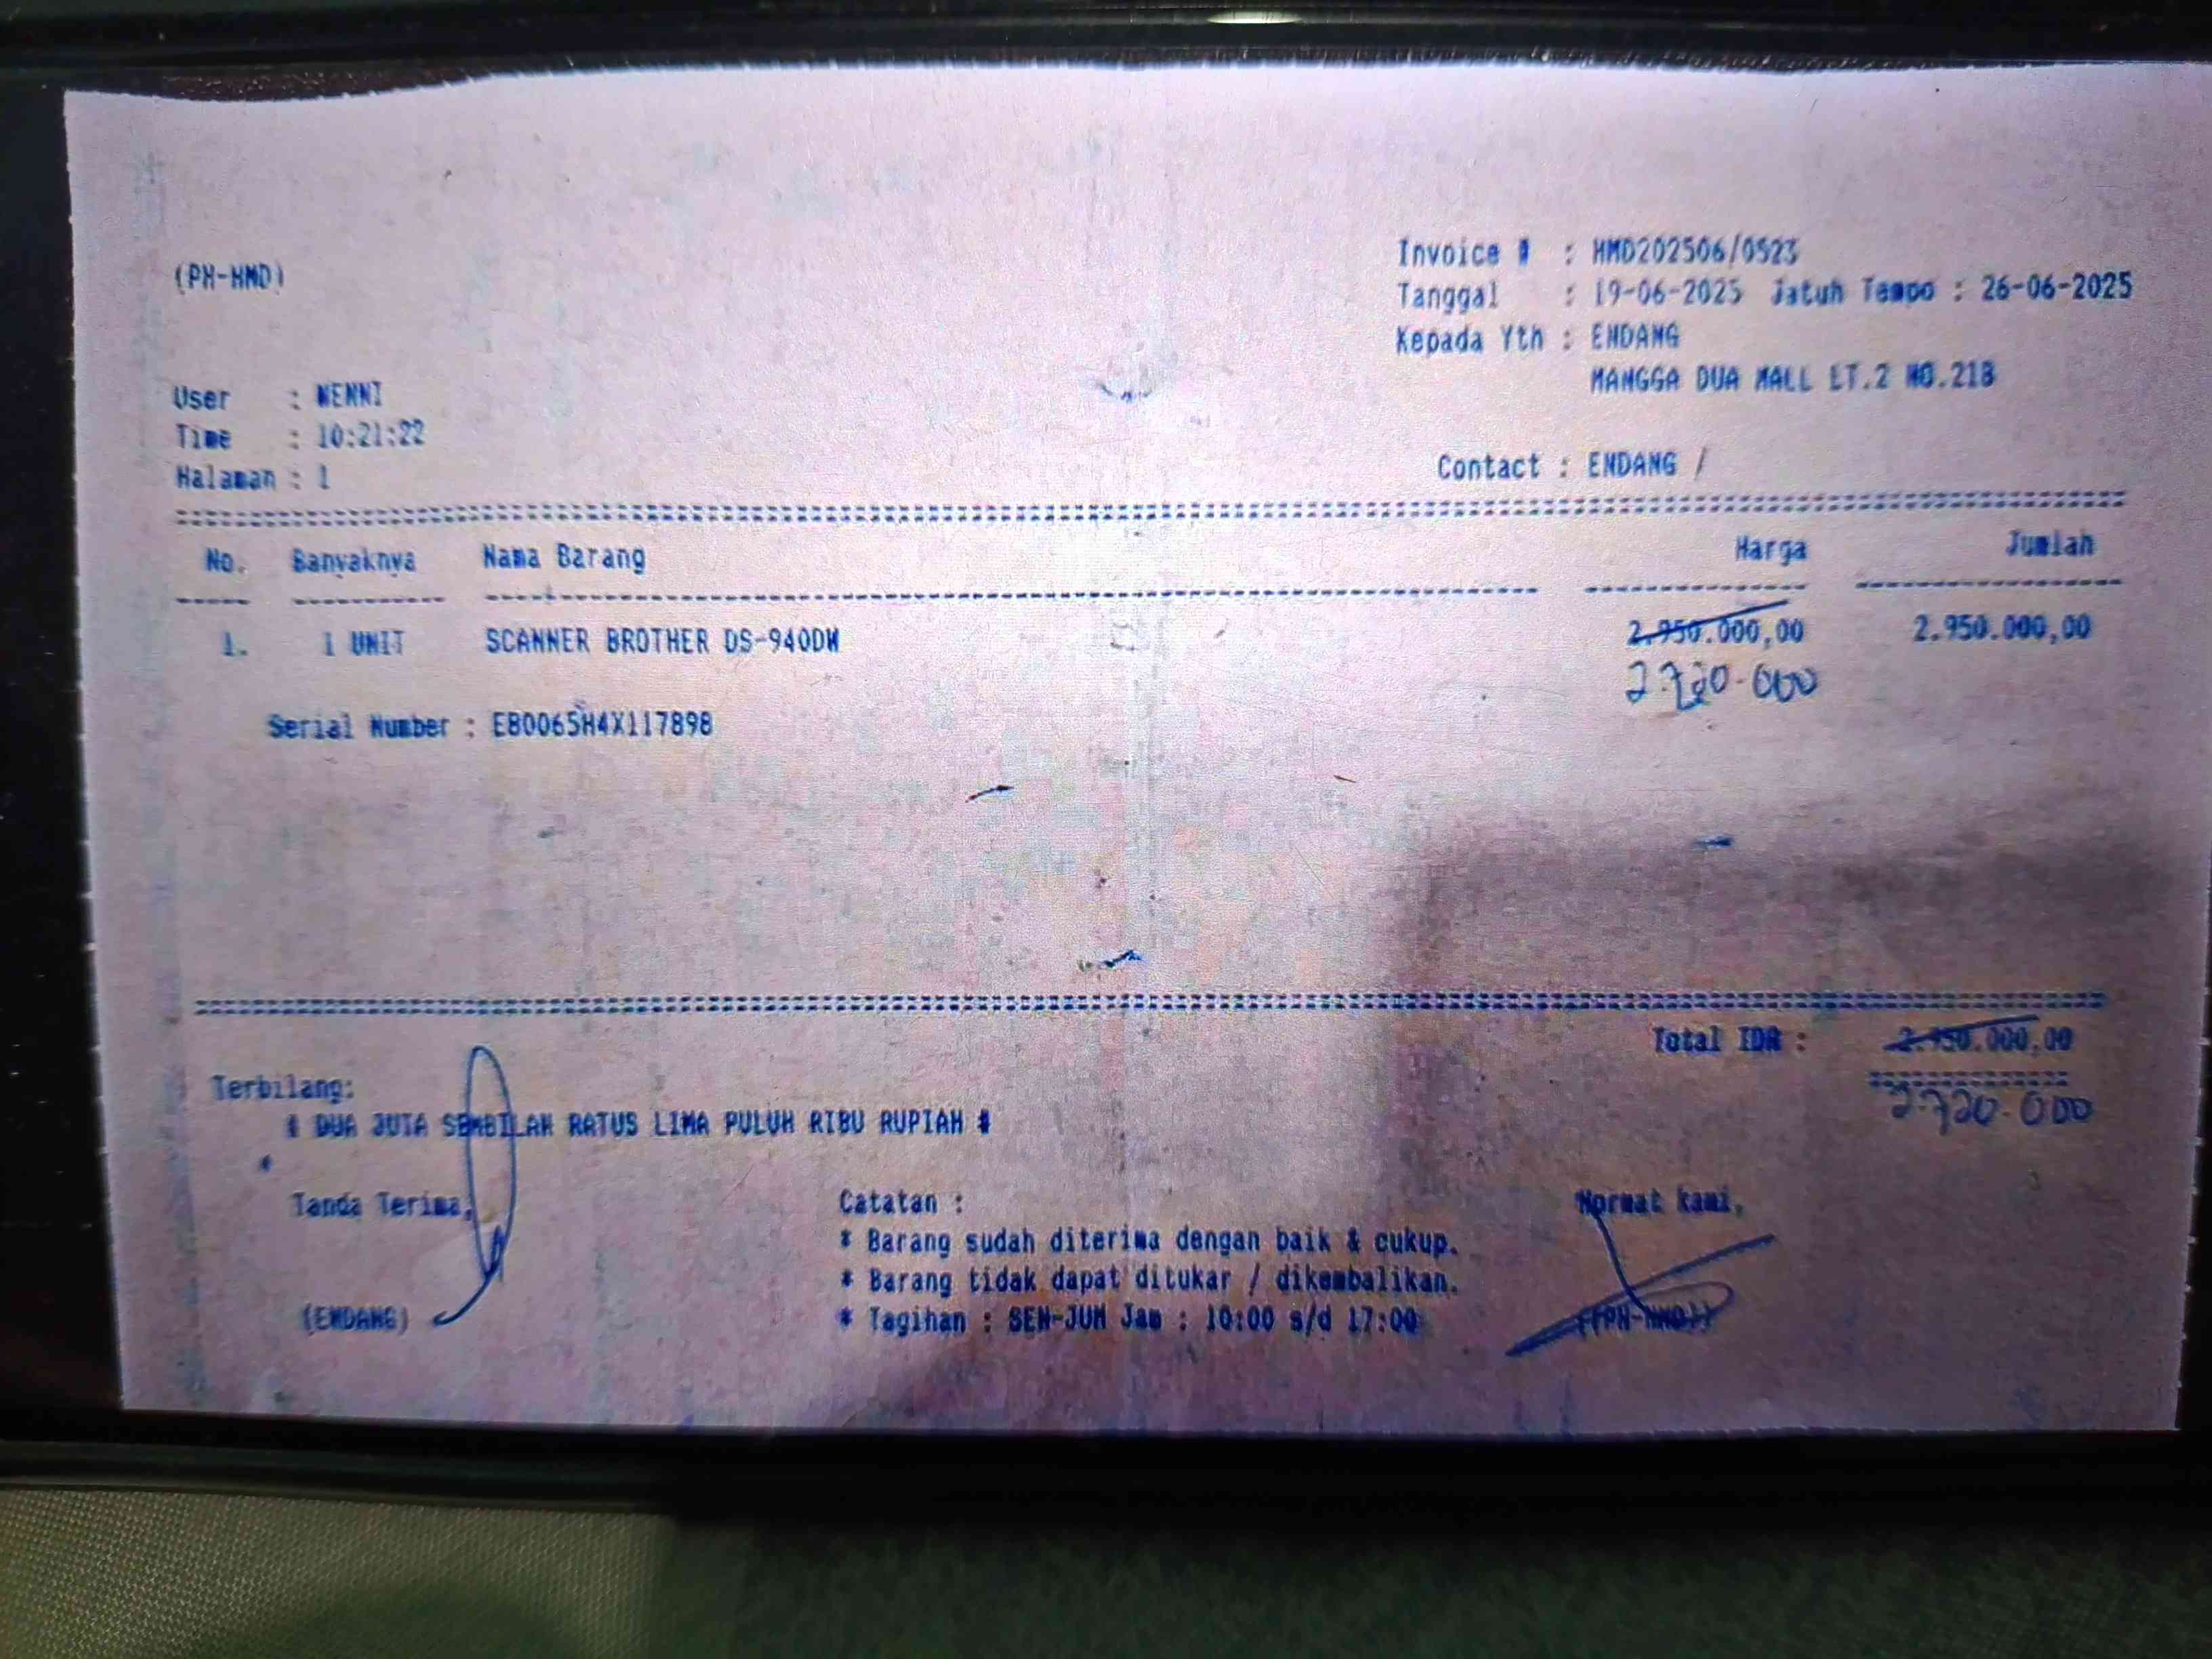 (PH-HMD)
Invoice # : HMD202506/0523
Tanggal : 19-06-2025 Jatuh Tempo : 26-06-2025
Kepada Yth : ENDANG
MANGGA DUA MALL LT.2 NO.21B
User : WENNI
Time : 10:21:22
Halaman : 1
Contact : ENDANG /
No. Banyaknya Nama Barang Harga Jumlah
1. 1 UNIT SCANNER BROTHER DS-940DW 2.950.000,00 2.950.000,00
2.720.000
Serial Number : E80065H4X117898
Total IDR : 2.950.000,00
2.720.000
Terbilang:
# DUA JUTA SEMBILAN RATUS LIMA PULUH RIBU RUPIAH #
Tanda Terima,
(ENDANG)
Catatan :
* Barang sudah diterima dengan baik & cukup.
* Barang tidak dapat ditukar / dikembalikan.
* Tagihan : SEN-JUM Jam : 10:00 s/d 17:00
Hormat kami,
((PH-HMD))